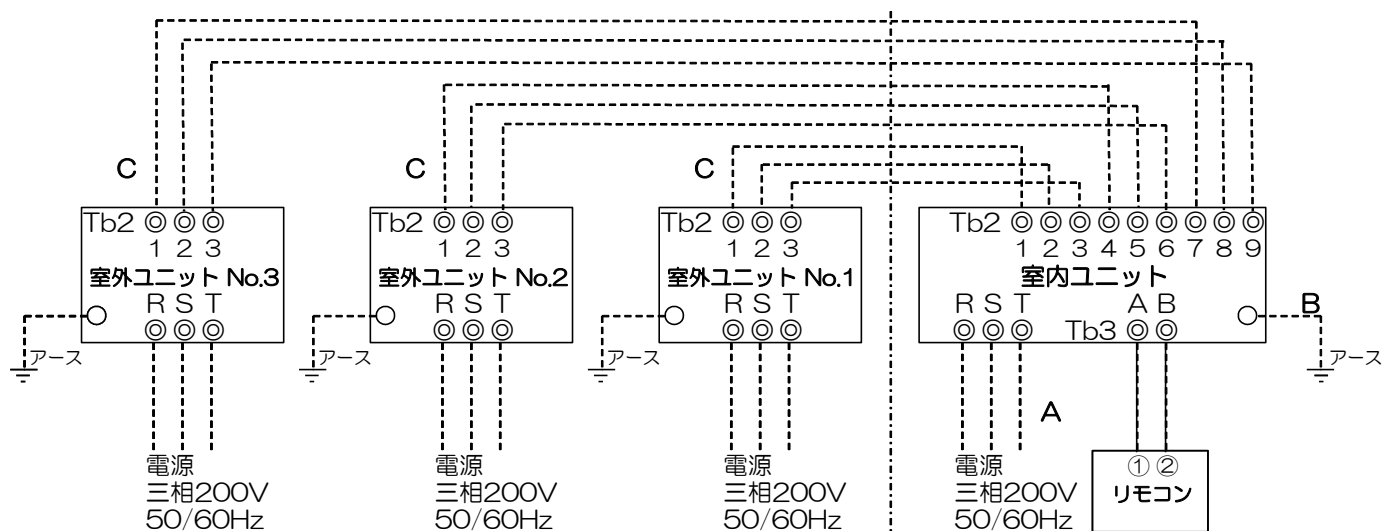 C
C
C
Tb2
1 2 3
室外ユニット No.3
R S T
アース
電源
三相200V
50/60Hz
Tb2
1 2 3
室外ユニット No.2
R S T
アース
電源
三相200V
50/60Hz
Tb2
1 2 3
室外ユニット No.1
R S T
アース
電源
三相200V
50/60Hz
Tb2
1 2 3 4 5 6 7 8 9
室内ユニット
R S T
A B
Tb3
B
アース
A
電源
三相200V
50/60Hz
① ②
リモコン